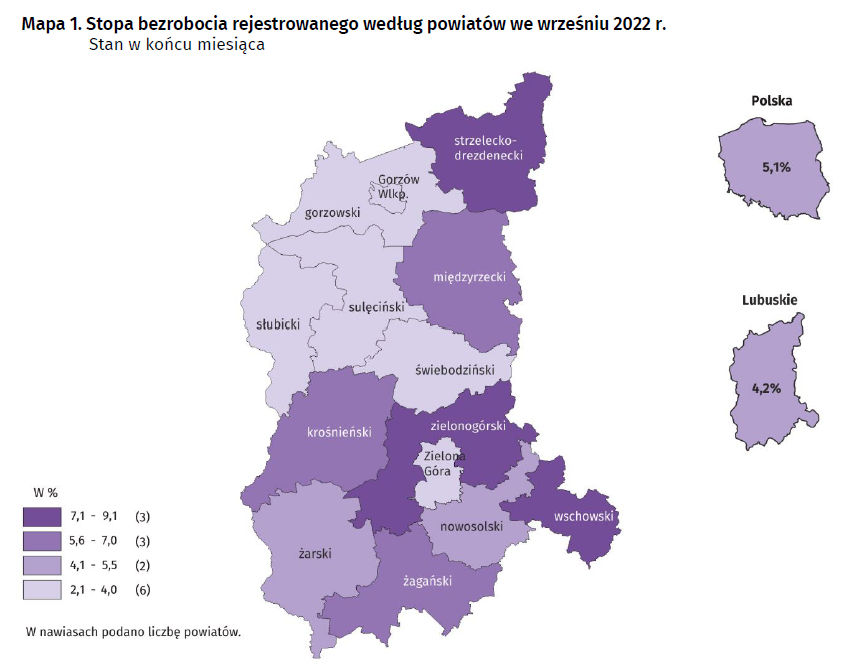 Mapa 1. Stopa bezrobocia rejestrowanego według powiatów we wrześniu 2022 r.
Stan w końcu miesiąca
Polska
5,1%
strzelecko-
drezdenecki
Gorzów
Wlkp.
gorzowski
międzyrzecki
sulęciński
słubicki
Lubuskie
4,2%
świebodziński
krośnieński
zielonogórski
Zielona
Góra
W %
7,1 - 9,1 (3)
5,6 - 7,0 (3)
4,1 - 5,5 (2)
2,1 - 4,0 (6)
wschowski
nowosolski
żarski
żagański
W nawiasach podano liczbę powiatów.